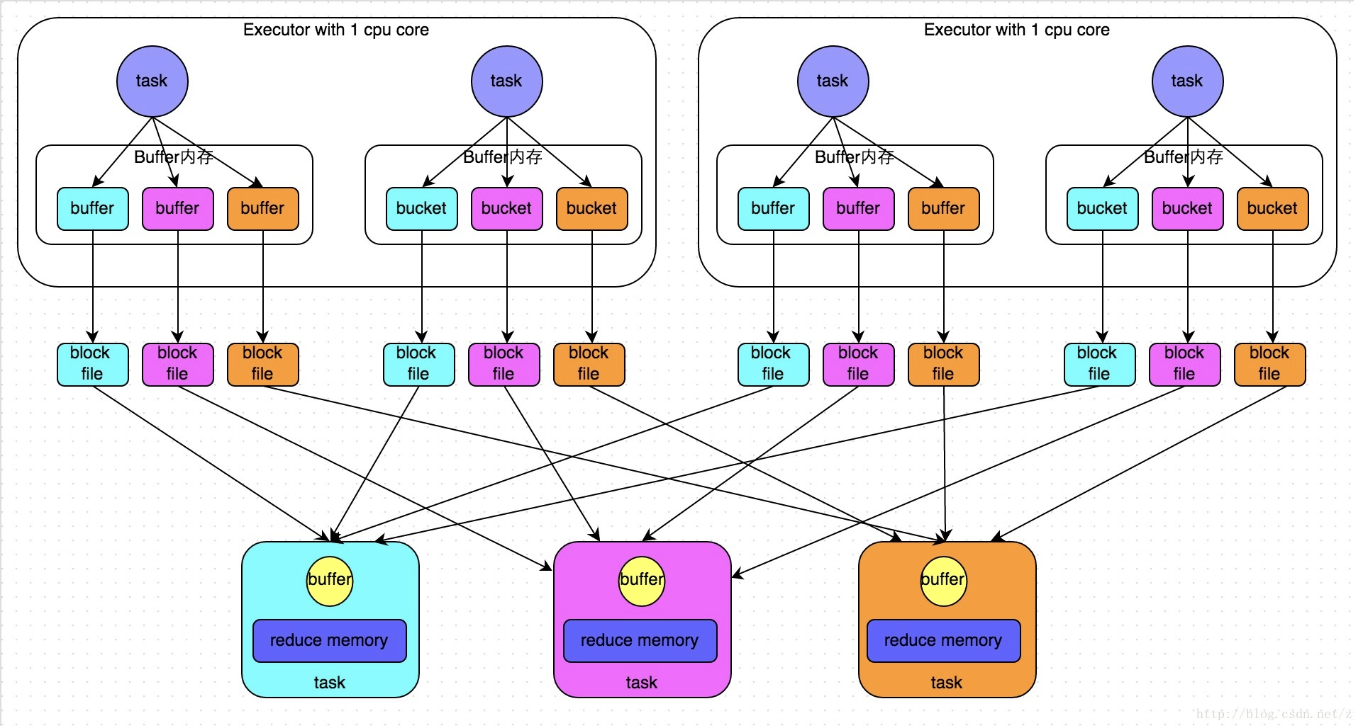 Executor with 1 cpu core
Executor with 1 cpu core
task
task
task
task
Buffer内存
Buffer内存
Buffer内存
Buffer内存
buffer
buffer
buffer
bucket
bucket
bucket
buffer
buffer
buffer
bucket
bucket
bucket
block
file
block
file
block
file
block
file
block
file
block
file
block
file
block
file
block
file
block
file
block
file
block
file
buffer
reduce memory
task
buffer
reduce memory
task
buffer
reduce memory
task
http://blog.csdn.net/z